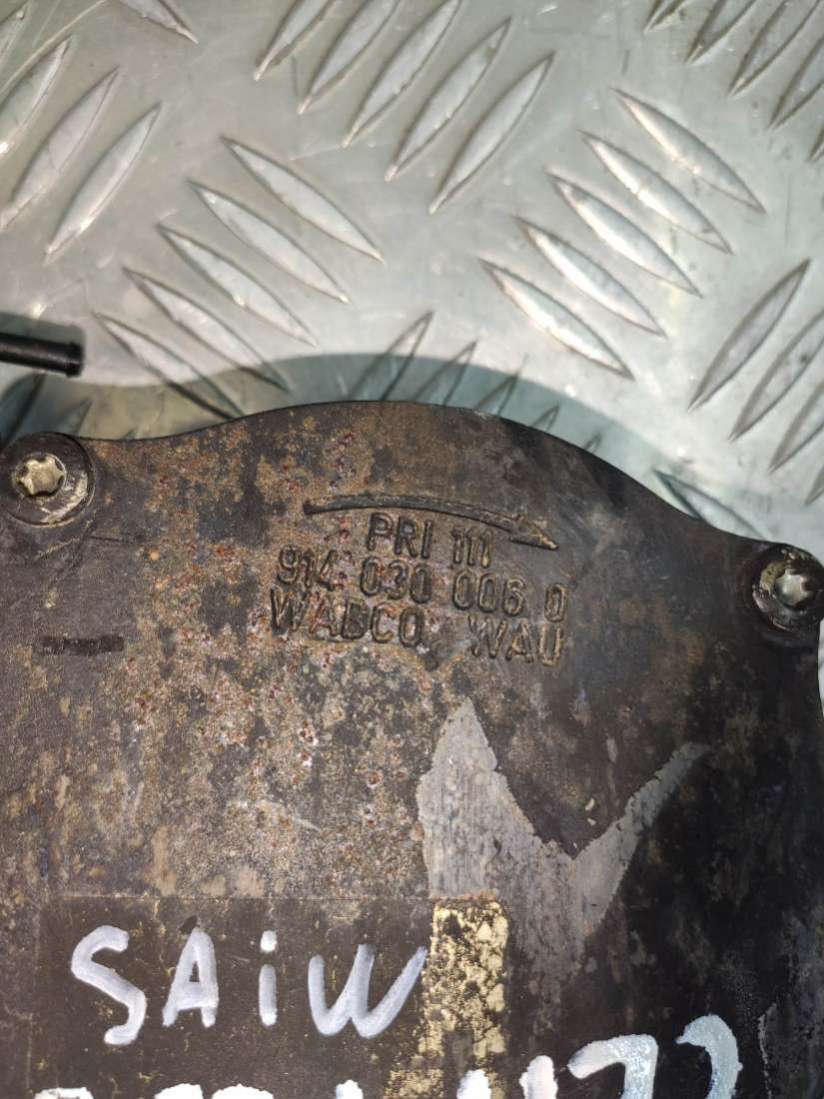 PRI 111
914 030 006 0
WABCO WAU
SAiW